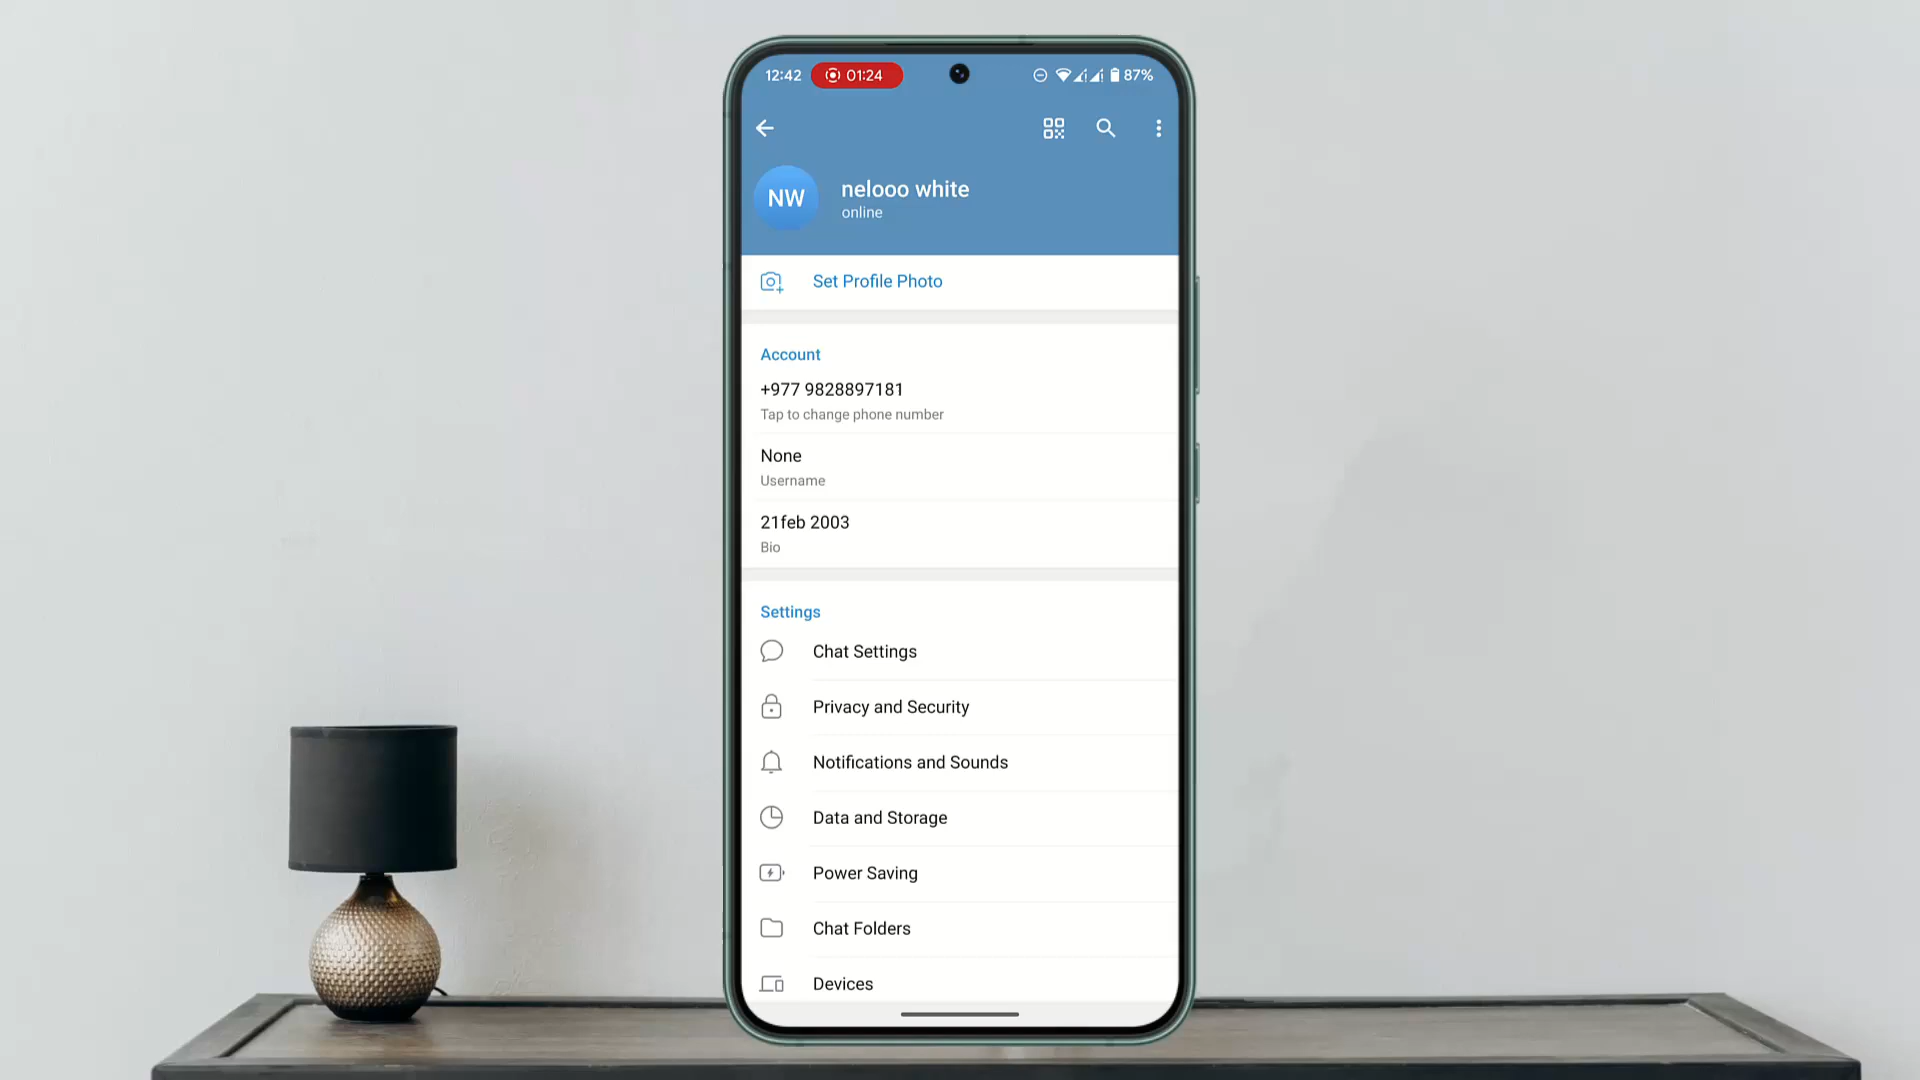 12:42
01:24
87%
NW
nelooo white
online
Set Profile Photo
Account
+977 9828897181
Tap to change phone number
None
Username
21feb 2003
Bio
Settings
Chat Settings
Privacy and Security
Notifications and Sounds
Data and Storage
Power Saving
Chat Folders
Devices